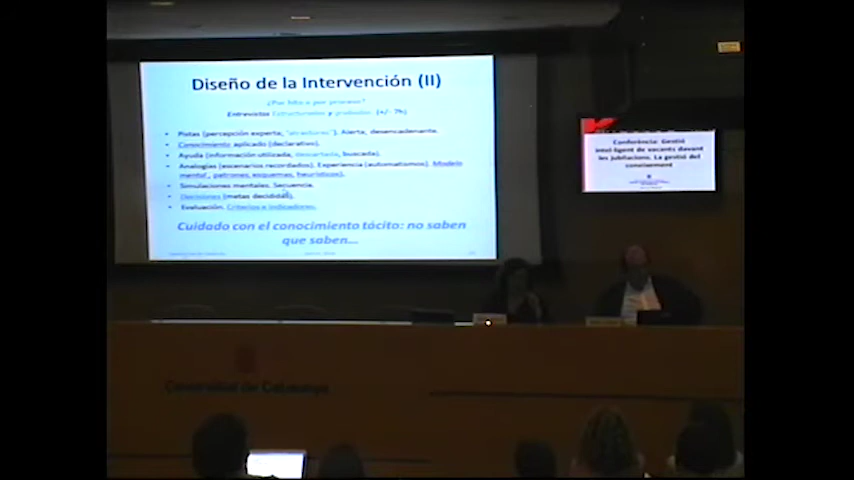 Diseño de la Intervención (II)
¿Por hito o por proceso?
Entrevistas Estructuradas y grabadas (+/- 7h)
• Pistas (percepción experta, "atractores"). Alerta, desencadenante.
• Conocimiento aplicado (declarativo).
• Ayuda (información utilizada, descartada, buscada).
• Analogías (escenarios recordados). Experiencia (automatismos). Modelo
mental, patrones, esquemas, heurísticos).
• Simulaciones mentales. Secuencia.
• Decisiones (metas decididas).
• Evaluación. Criterios e indicadores.
Cuidado con el conocimiento tácito: no saben
que saben...
Conferència: Gestió
intel·ligent de vacants davant
les jubilacions. La gestió del
coneixement
Generalitat de Catalunya